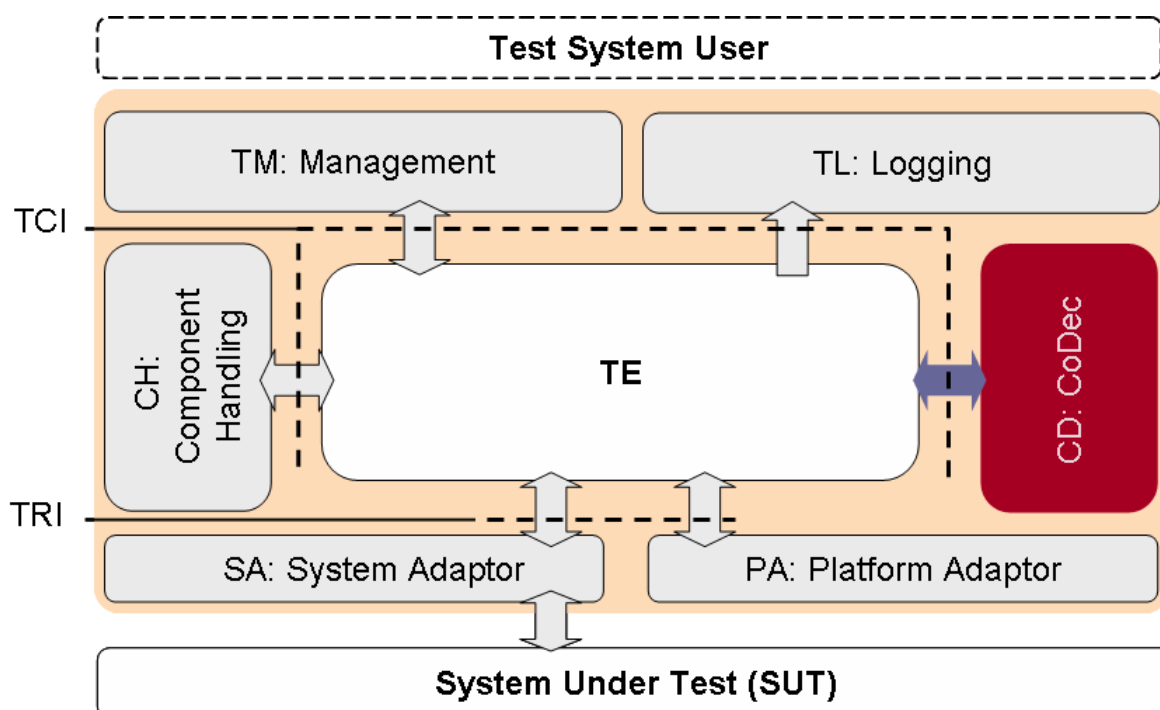 Test System User
TM: Management
TL: Logging
TCI
CH:
Component
Handling
TE
CD: CoDec
TRI
SA: System Adaptor
PA: Platform Adaptor
System Under Test (SUT)